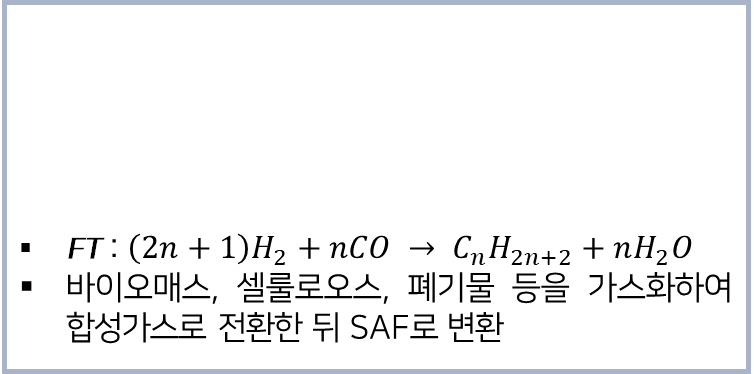 ▪ FT : (2n + 1)H₂ + nCO → CₙH₂ₙ₊₂ + nH₂O
▪ 바이오매스, 셀룰로오스, 폐기물 등을 가스화하여
합성가스로 전환한 뒤 SAF로 변환